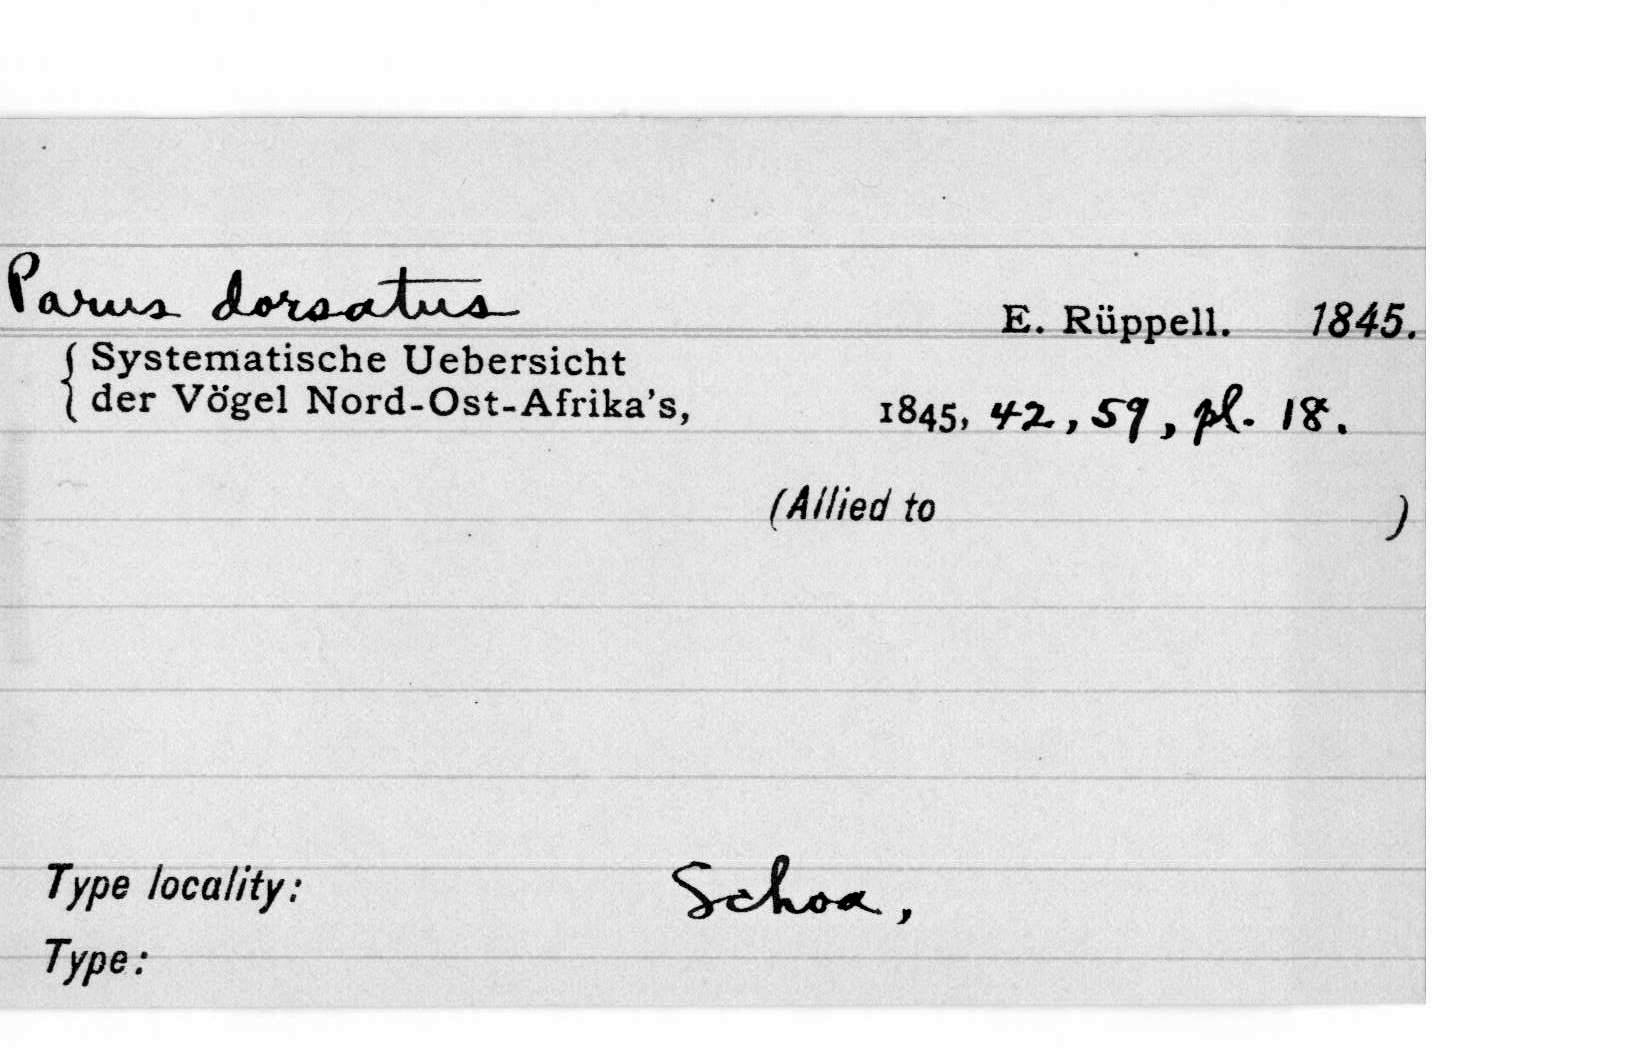 Parus dorsatus E. Rüppell. 1845.
{ Systematische Uebersicht
der Vögel Nord-Ost-Afrika's, 1845, 42, 59, pl. 18.
(Allied to )
Type locality: Schoa,
Type: